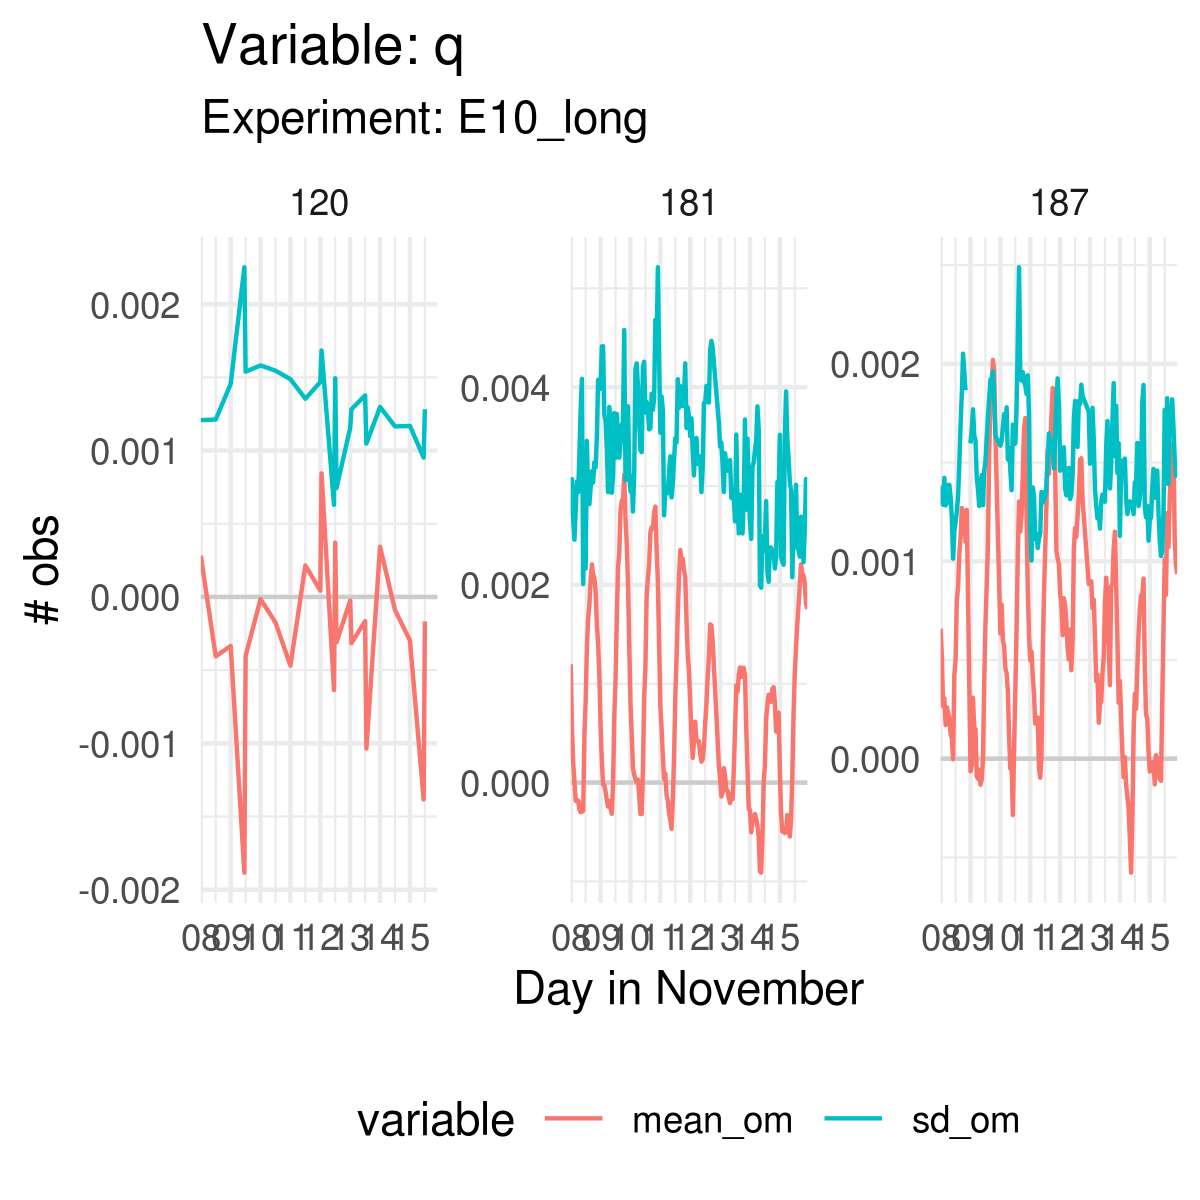 Variable: q
Experiment: E10_long
120
181
187
0.002
0.001
0.000
-0.001
-0.002
0.004
0.002
0.000
0.002
0.001
0.000
# obs
08 09 10 11 12 13 14 15
08 09 10 11 12 13 14 15
08 09 10 11 12 13 14 15
Day in November
variable mean_om sd_om